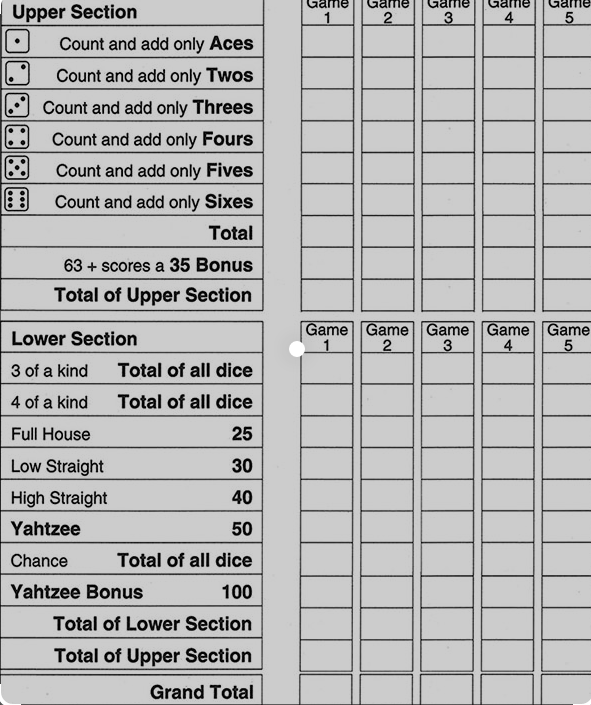 Upper Section Game 1 Game 2 Game 3 Game 4 Game 5
Count and add only Aces
Count and add only Twos
Count and add only Threes
Count and add only Fours
Count and add only Fives
Count and add only Sixes
Total
63 + scores a 35 Bonus
Total of Upper Section
Lower Section Game 1 Game 2 Game 3 Game 4 Game 5
3 of a kind Total of all dice
4 of a kind Total of all dice
Full House 25
Low Straight 30
High Straight 40
Yahtzee 50
Chance Total of all dice
Yahtzee Bonus 100
Total of Lower Section
Total of Upper Section
Grand Total